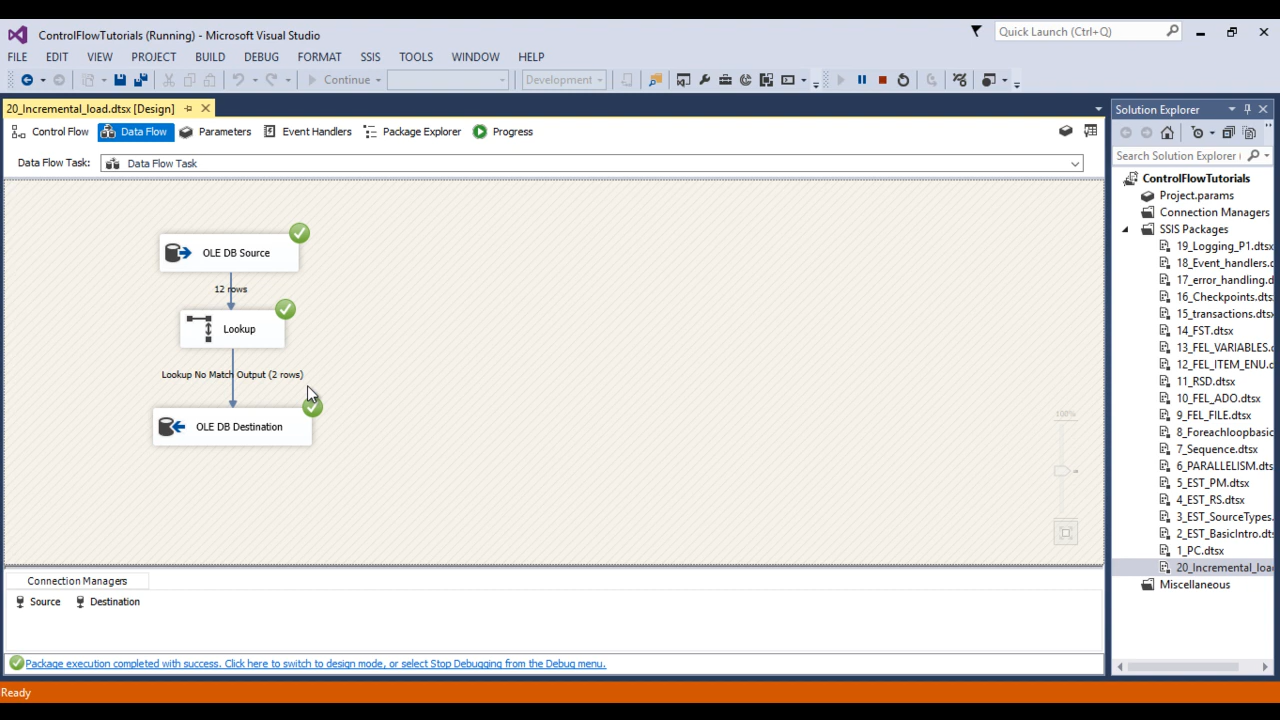 ControlFlowTutorials (Running) - Microsoft Visual Studio
Quick Launch (Ctrl+Q)
FILE EDIT VIEW PROJECT BUILD DEBUG FORMAT SSIS TOOLS WINDOW HELP
Continue
Development
20_Incremental_load.dtsx [Design]
Control Flow Data Flow Parameters Event Handlers Package Explorer Progress
Data Flow Task: Data Flow Task
OLE DB Source
12 rows
Lookup
Lookup No Match Output (2 rows)
OLE DB Destination
100%
Connection Managers
Source Destination
Package execution completed with success. Click here to switch to design mode, or select Stop Debugging from the Debug menu.
Ready
Solution Explorer
Search Solution Explorer
ControlFlowTutorials
Project.params
Connection Managers
SSIS Packages
19_Logging_P1.dtsx
18_Event_handlers.d
17_error_handling.d
16_Checkpoints.dts
15_transactions.dts
14_FST.dtsx
13_FEL_VARIABLES.
12_FEL_ITEM_ENU.d
11_RSD.dtsx
10_FEL_ADO.dtsx
9_FEL_FILE.dtsx
8_Foreachloopbasic
7_Sequence.dtsx
6_PARALLELISM.dts
5_EST_PM.dtsx
4_EST_RS.dtsx
3_EST_SourceTypes.
2_EST_BasicIntro.dts
1_PC.dtsx
20_Incremental_loa
Miscellaneous